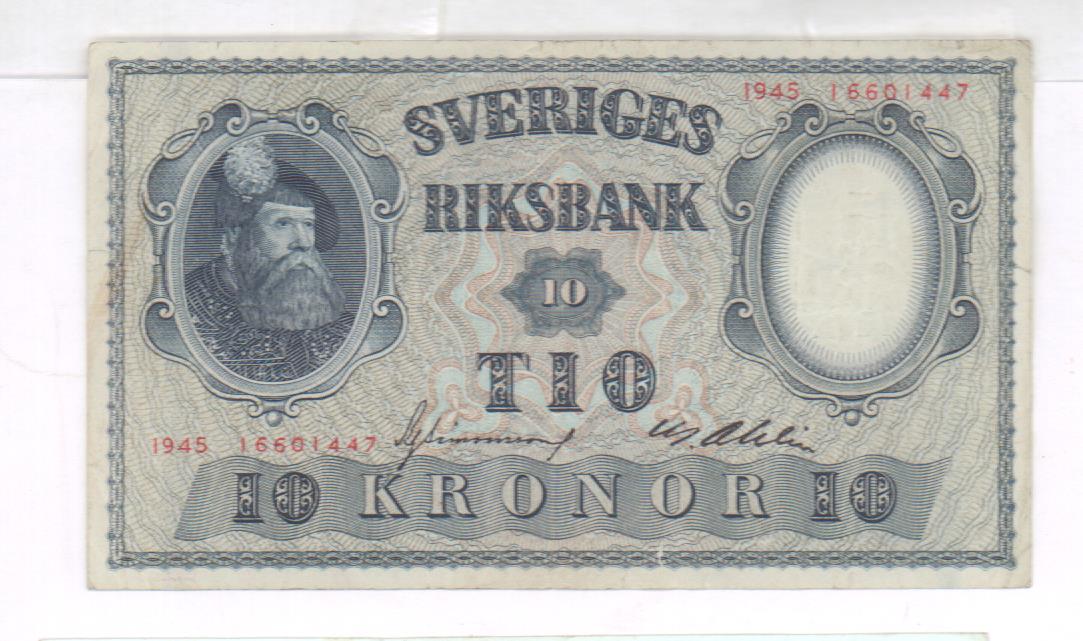 1945 16601447
SVERIGES
RIKSBANK
10
TIO
1945 16601447
10 KRONOR 10